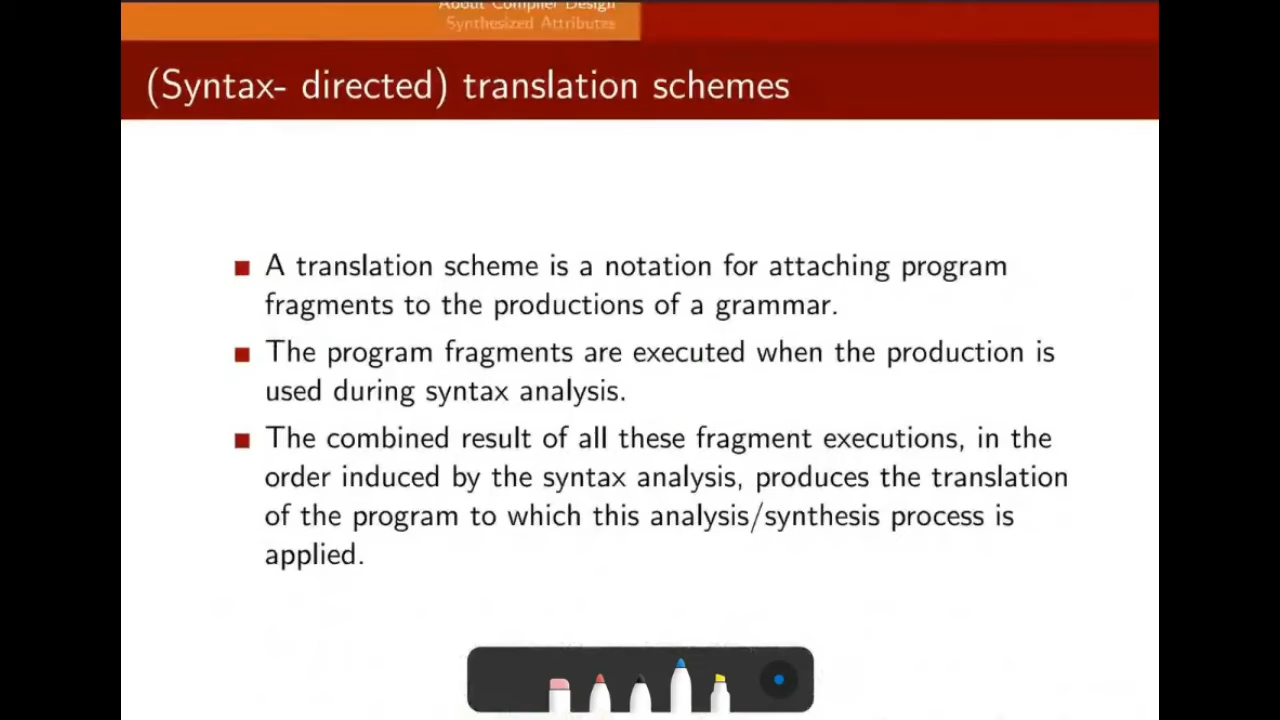 About Compiler Design
Synthesized Attributes
(Syntax- directed) translation schemes
A translation scheme is a notation for attaching program
fragments to the productions of a grammar.
The program fragments are executed when the production is
used during syntax analysis.
The combined result of all these fragment executions, in the
order induced by the syntax analysis, produces the translation
of the program to which this analysis/synthesis process is
applied.